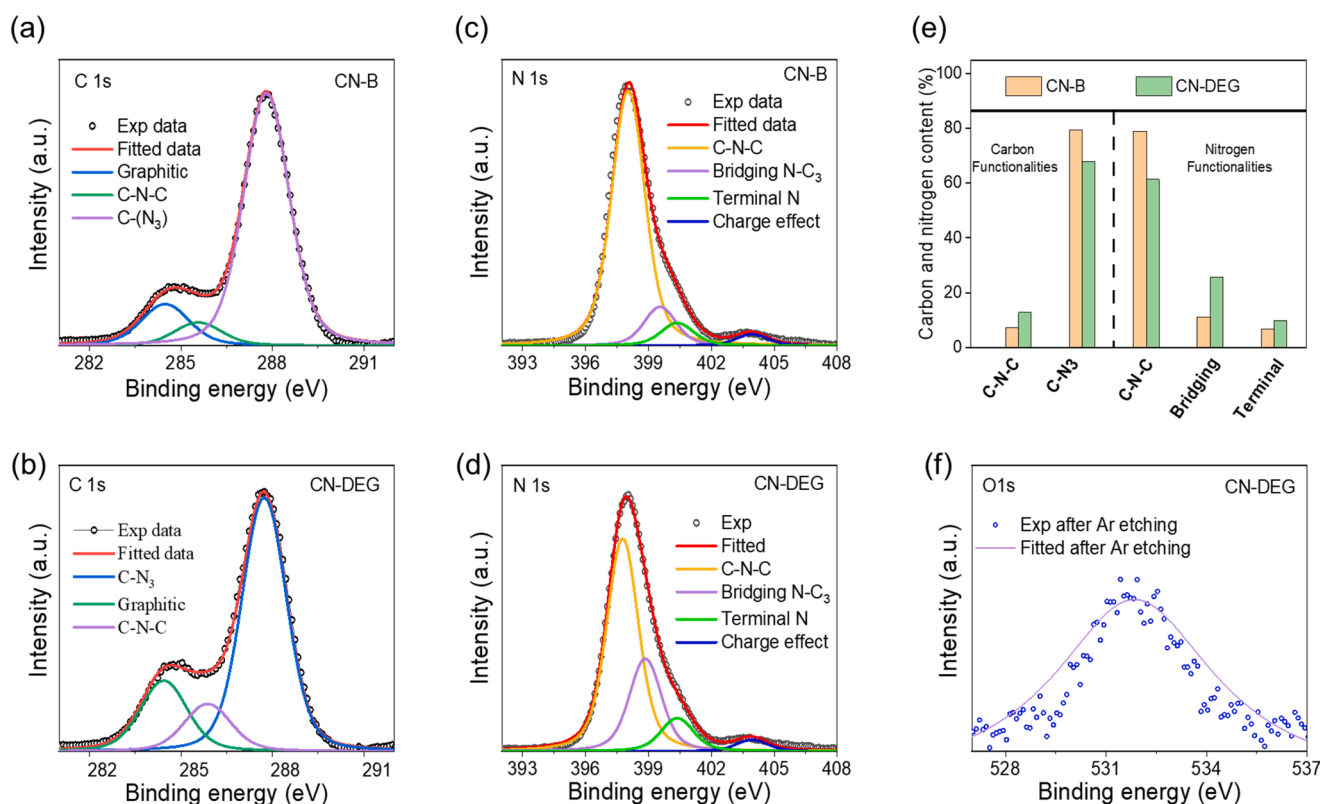 (a)
C 1s
CN-B
Exp data
Fitted data
Graphitic
C-N-C
C-(N₃)
Intensity (a.u.)
282 285 288 291
Binding energy (eV)
(c)
N 1s
CN-B
Exp data
Fitted data
C-N-C
Bridging N-C₃
Terminal N
Charge effect
Intensity (a.u.)
393 396 399 402 404 408
Binding energy (eV)
(e)
CN-B
CN-DEG
Carbon
Functionalities
Nitrogen
Functionalities
Carbon and nitrogen content (%)
100
80
60
40
20
0
C-N-C
C-N3
C-N-C
Bridging
Terminal
(b)
C 1s
CN-DEG
Exp data
Fitted data
C-N₃
Graphitic
C-N-C
Intensity (a.u.)
282 285 288 291
Binding energy (eV)
(d)
N 1s
CN-DEG
Exp
Fitted
C-N-C
Bridging N-C₃
Terminal N
Charge effect
Intensity (a.u.)
393 396 399 402 404 408
Binding energy (eV)
(f)
O1s
CN-DEG
Exp after Ar etching
Fitted after Ar etching
Intensity (a.u.)
528 531 534 537
Binding energy (eV)